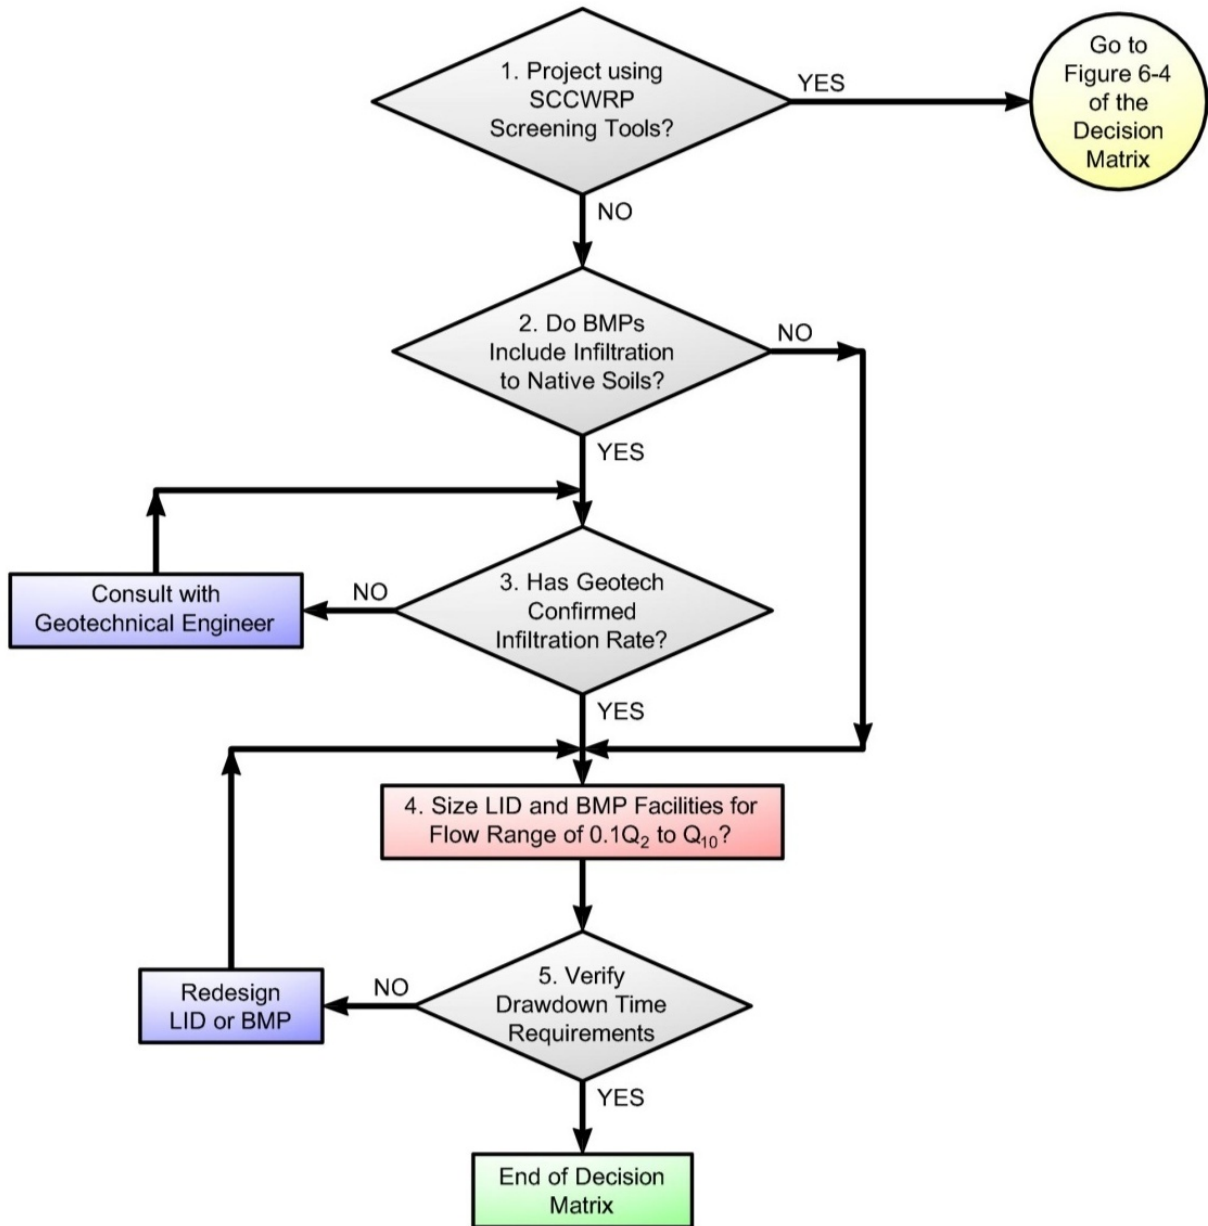 1. Project using
SCCWRP
Screening Tools?
YES
Go to
Figure 6-4
of the
Decision
Matrix
NO
2. Do BMPs
Include Infiltration
to Native Soils?
NO
YES
3. Has Geotech
Confirmed
Infiltration Rate?
NO
Consult with
Geotechnical Engineer
YES
4. Size LID and BMP Facilities for
Flow Range of 0.1Q₂ to Q₁₀?
5. Verify
Drawdown Time
Requirements
NO
Redesign
LID or BMP
YES
End of Decision
Matrix